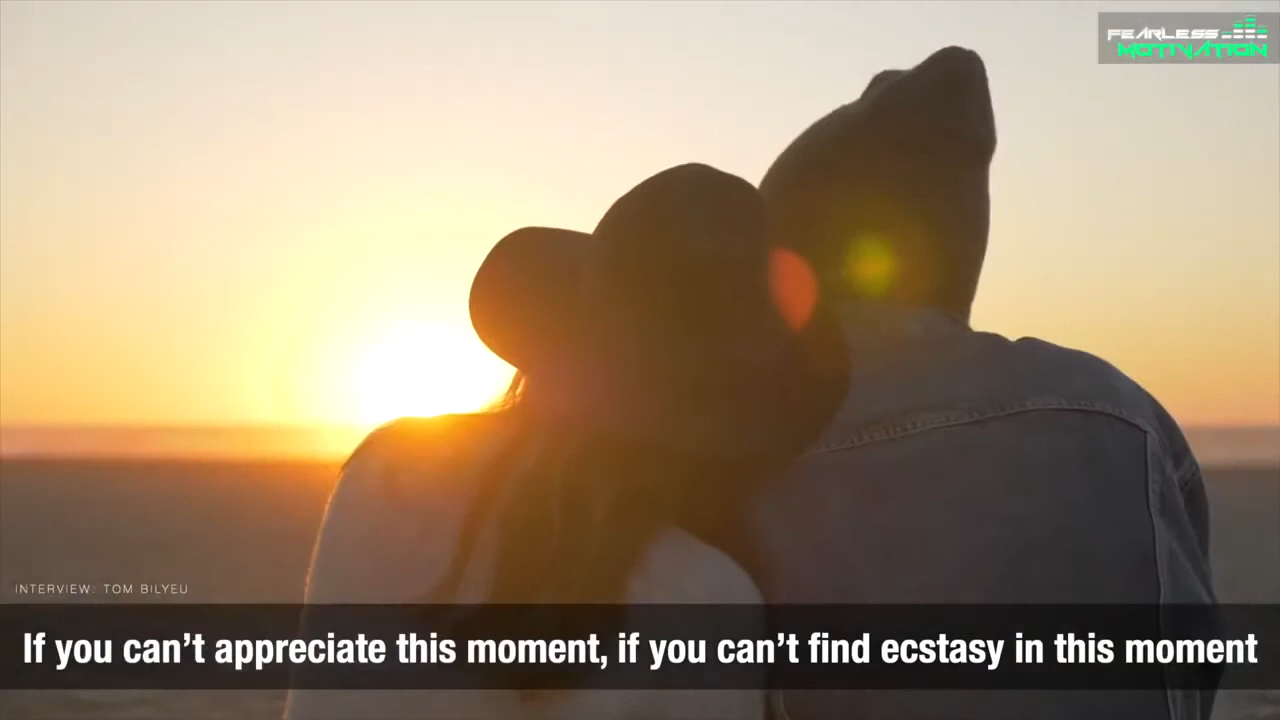 FEARLESS
MOTIVATION
INTERVIEW: TOM BILYEU
If you can't appreciate this moment, if you can't find ecstasy in this moment